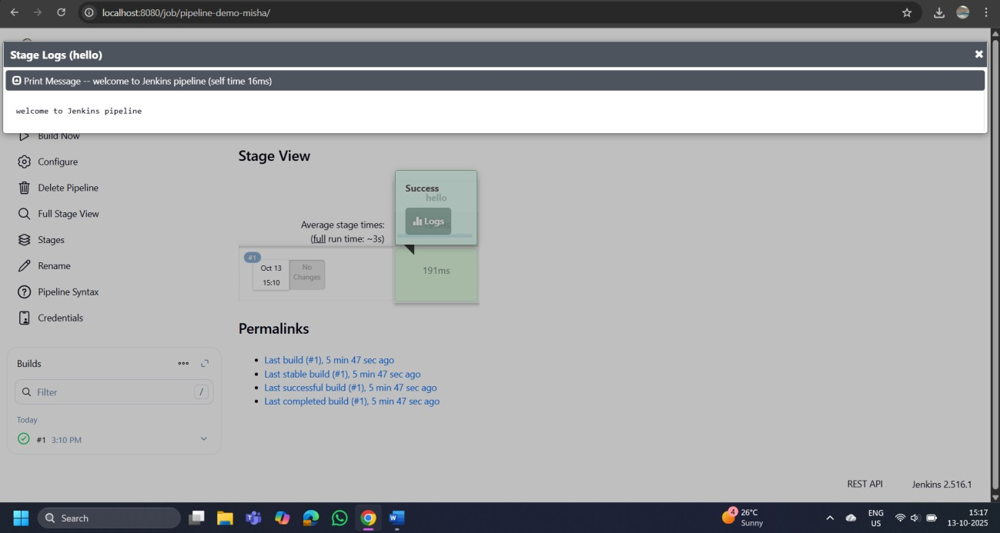 localhost:8080/job/pipeline-demo-misha/
Stage Logs (hello)
Print Message -- welcome to Jenkins pipeline (self time 16ms)
welcome to Jenkins pipeline
Build Now
Configure
Delete Pipeline
Full Stage View
Stages
Rename
Pipeline Syntax
Credentials
Builds
Filter
/
Today
#1 3:10 PM
Stage View
Success
hello
Logs
Average stage times:
(full run time: ~3s)
#1
Oct 13
15:10
No
Changes
191ms
Permalinks
Last build (#1), 5 min 47 sec ago
Last stable build (#1), 5 min 47 sec ago
Last successful build (#1), 5 min 47 sec ago
Last completed build (#1), 5 min 47 sec ago
REST API
Jenkins 2.516.1
Search
4
26°C
Sunny
ENG
US
15:17
13-10-2025